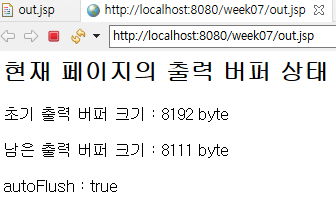 out.jsp
http://localhost:8080/week07/out.jsp
http://localhost:8080/week07/out.jsp
현재 페이지의 출력 버퍼 상태
초기 출력 버퍼 크기 : 8192 byte
남은 출력 버퍼 크기 : 8111 byte
autoFlush : true